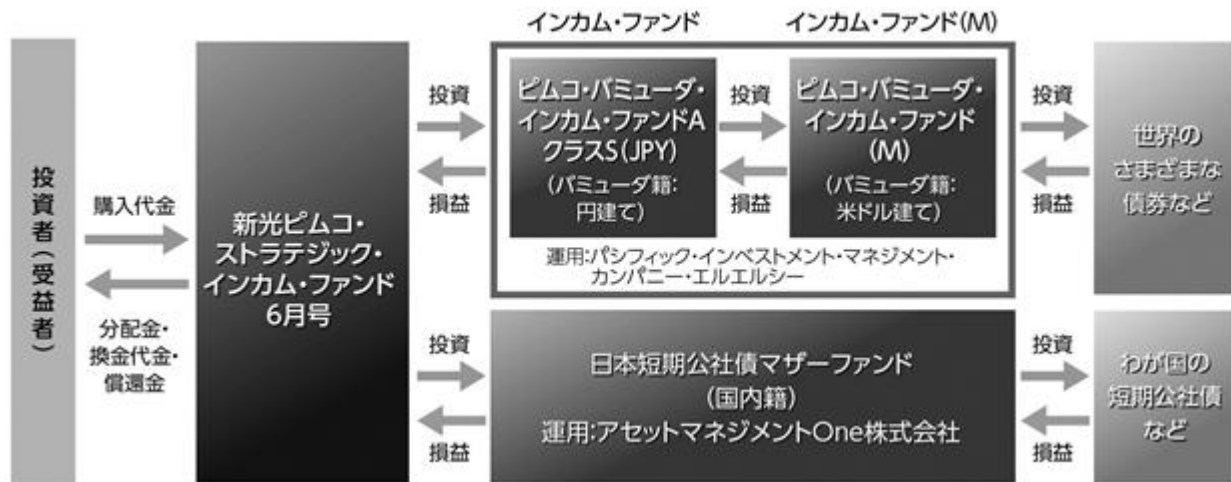 投資者(受益者)
購入代金
分配金・
換金代金・
償還金
新光ピムコ・
ストラテジック・
インカム・ファンド
6月号
投資
損益
インカム・ファンド
インカム・ファンド(M)
ピムコ・バミューダ・
インカム・ファンドA
クラスS(JPY)
(バミューダ籍:
円建て)
投資
損益
ピムコ・バミューダ・
インカム・ファンド
(M)
(バミューダ籍:
米ドル建て)
運用:パシフィック・インベストメント・マネジメント・
カンパニー・エルエルシー
投資
損益
世界の
さまざまな
債券など
投資
損益
日本短期公社債マザーファンド
(国内籍)
運用:アセットマネジメントOne株式会社
投資
損益
わが国の
短期公社債
など